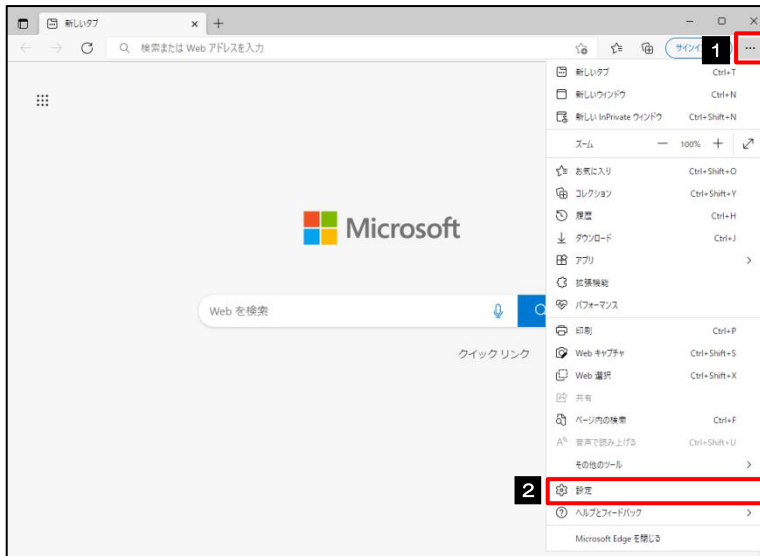 新しいタブ
検索または Web アドレスを入力
サインイン
1
新しいタブ Ctrl+T
新しいウィンドウ Ctrl+N
新しい InPrivate ウィンドウ Ctrl+Shift+N
ズーム 100%
お気に入り Ctrl+Shift+O
コレクション Ctrl+Shift+Y
履歴 Ctrl+H
ダウンロード Ctrl+J
アプリ
拡張機能
パフォーマンス
印刷 Ctrl+P
Web キャプチャ Ctrl+Shift+S
Web 選択 Ctrl+Shift+X
共有
ページ内の検索 Ctrl+F
音声で読み上げる Ctrl+Shift+U
その他のツール
2 設定
ヘルプとフィードバック
Microsoft Edge を閉じる
Microsoft
Web を検索
クイック リンク